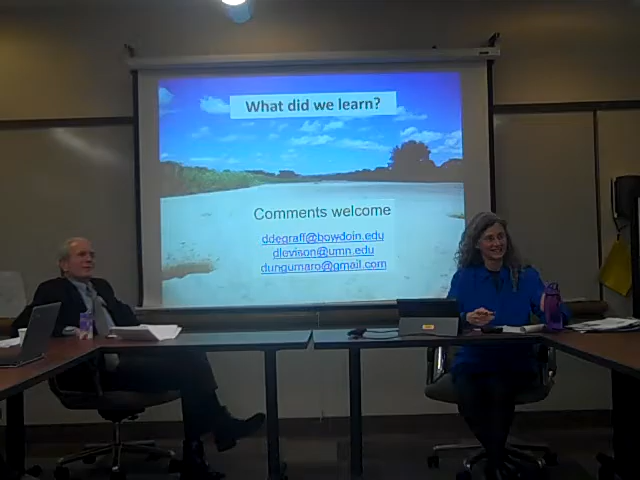 What did we learn?
Comments welcome
ddegraff@bowdoin.edu
dlevison@umn.edu
dungumaro@gmail.com